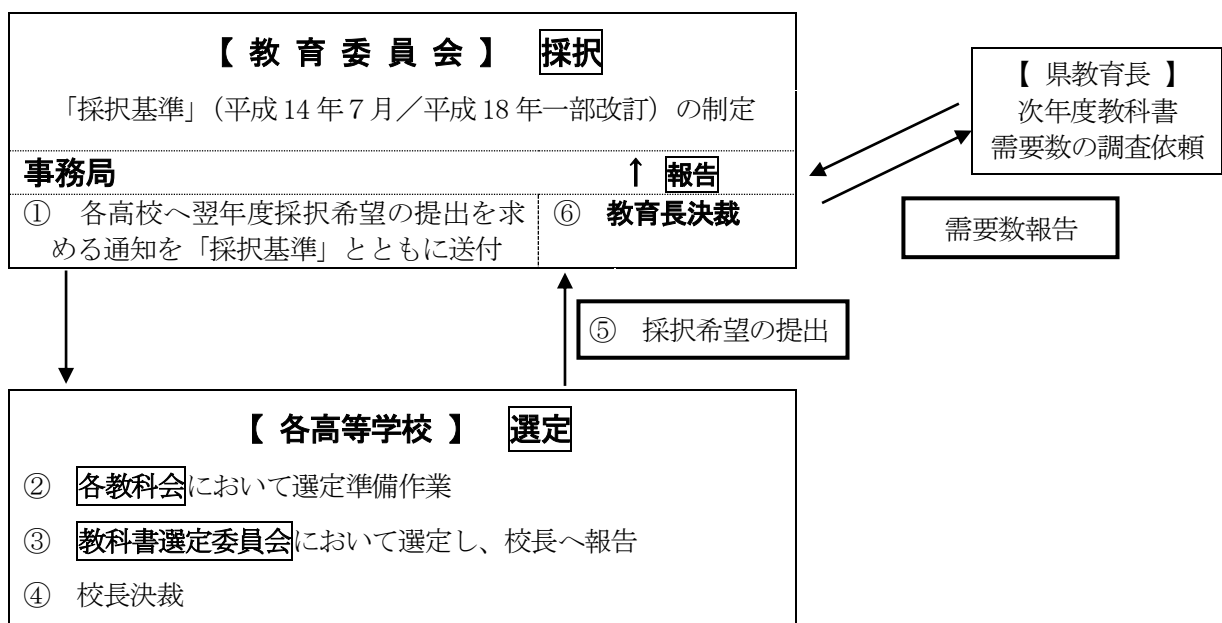 【 教 育 委 員 会 】 採択
「採択基準」（平成 14 年 7 月／平成 18 年一部改訂）の制定
事務局
↑ 報告
① 各高校へ翌年度採択希望の提出を求
める通知を「採択基準」とともに送付
⑥ 教育長決裁
【 県教育長 】
次年度教科書
需要数の調査依頼
需要数報告
⑤ 採択希望の提出
【 各高等学校 】 選定
② 各教科会において選定準備作業
③ 教科書選定委員会において選定し、校長へ報告
④ 校長決裁